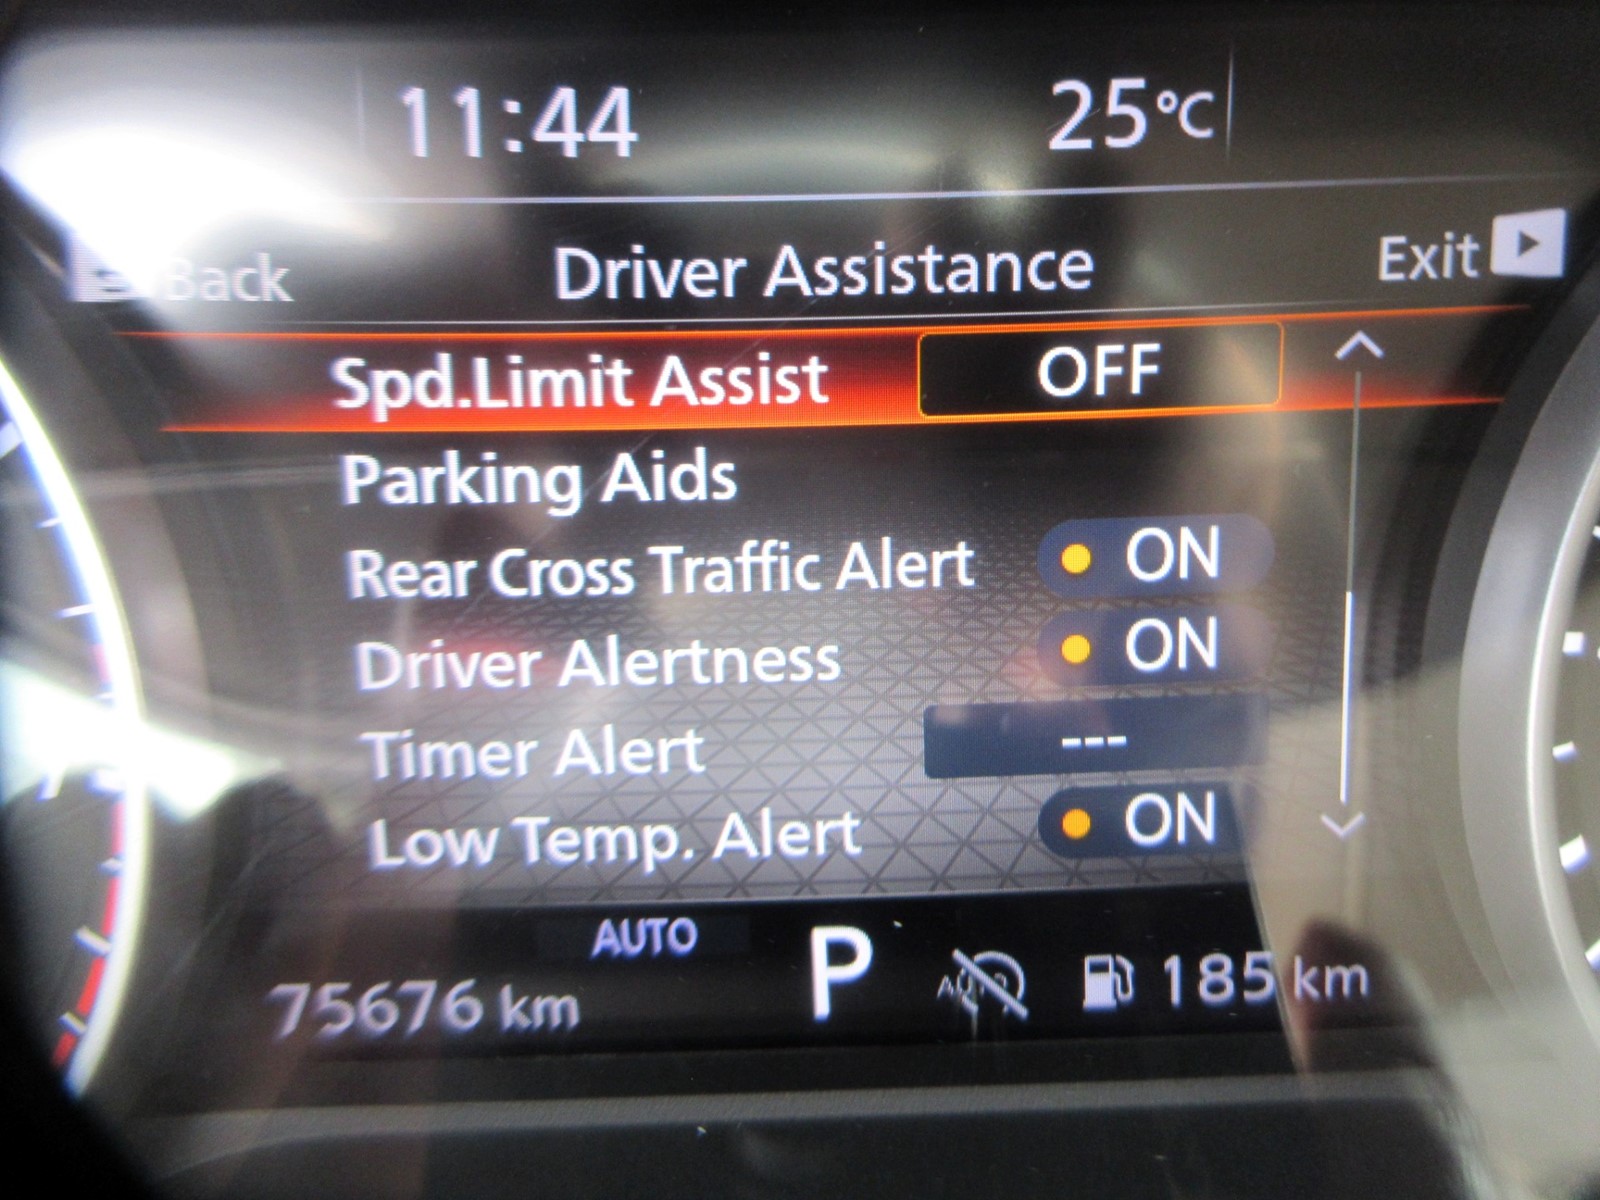 11:44 25°C
Back Driver Assistance Exit
Spd.Limit Assist OFF
Parking Aids
Rear Cross Traffic Alert ON
Driver Alertness ON
Timer Alert ---
Low Temp. Alert ON
AUTO
75676 km P AUTO 185 km